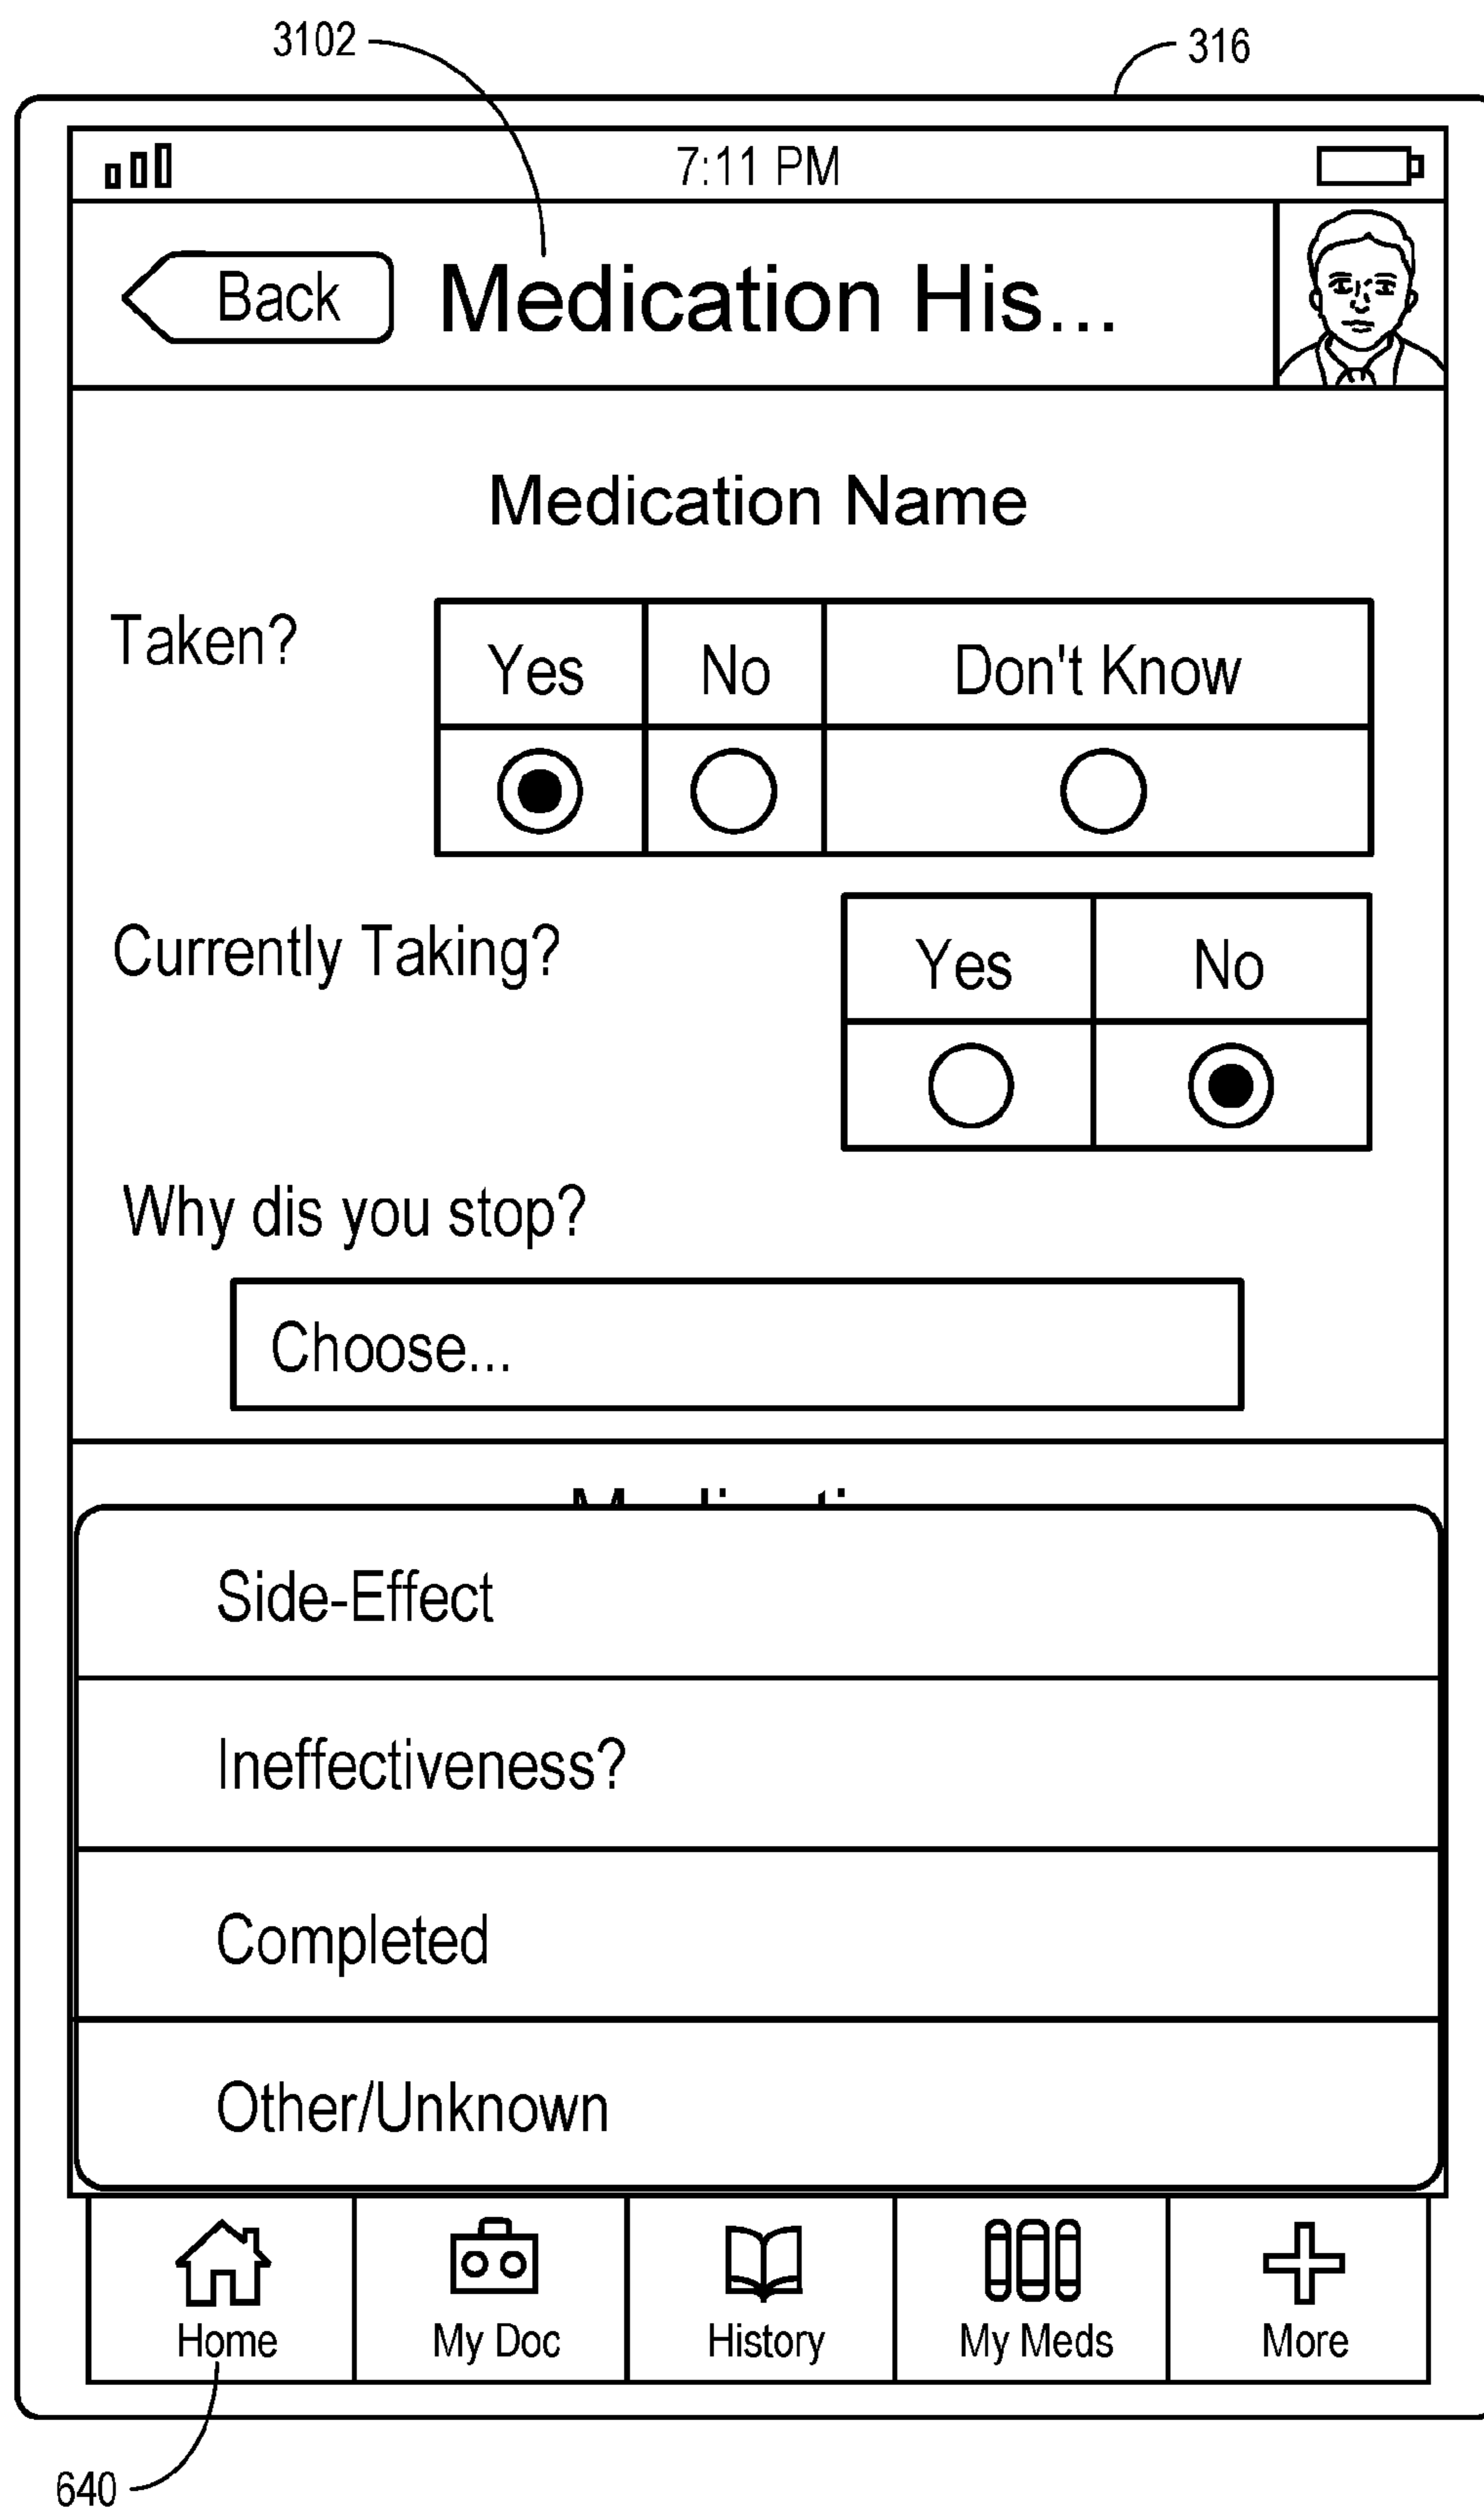 3102
316
7:11 PM
Back
Medication His...
Medication Name
Taken?
Yes No Don't Know
Currently Taking?
Yes No
Why dis you stop?
Choose...
Side-Effect
Ineffectiveness?
Completed
Other/Unknown
Home My Doc History My Meds More
640